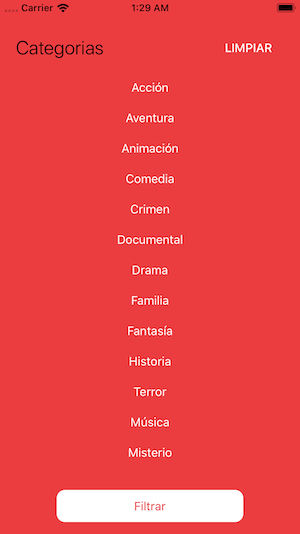 Carrier 1:29 AM
Categorias LIMPIAR
Acción
Aventura
Animación
Comedia
Crimen
Documental
Drama
Familia
Fantasía
Historia
Terror
Música
Misterio
Filtrar